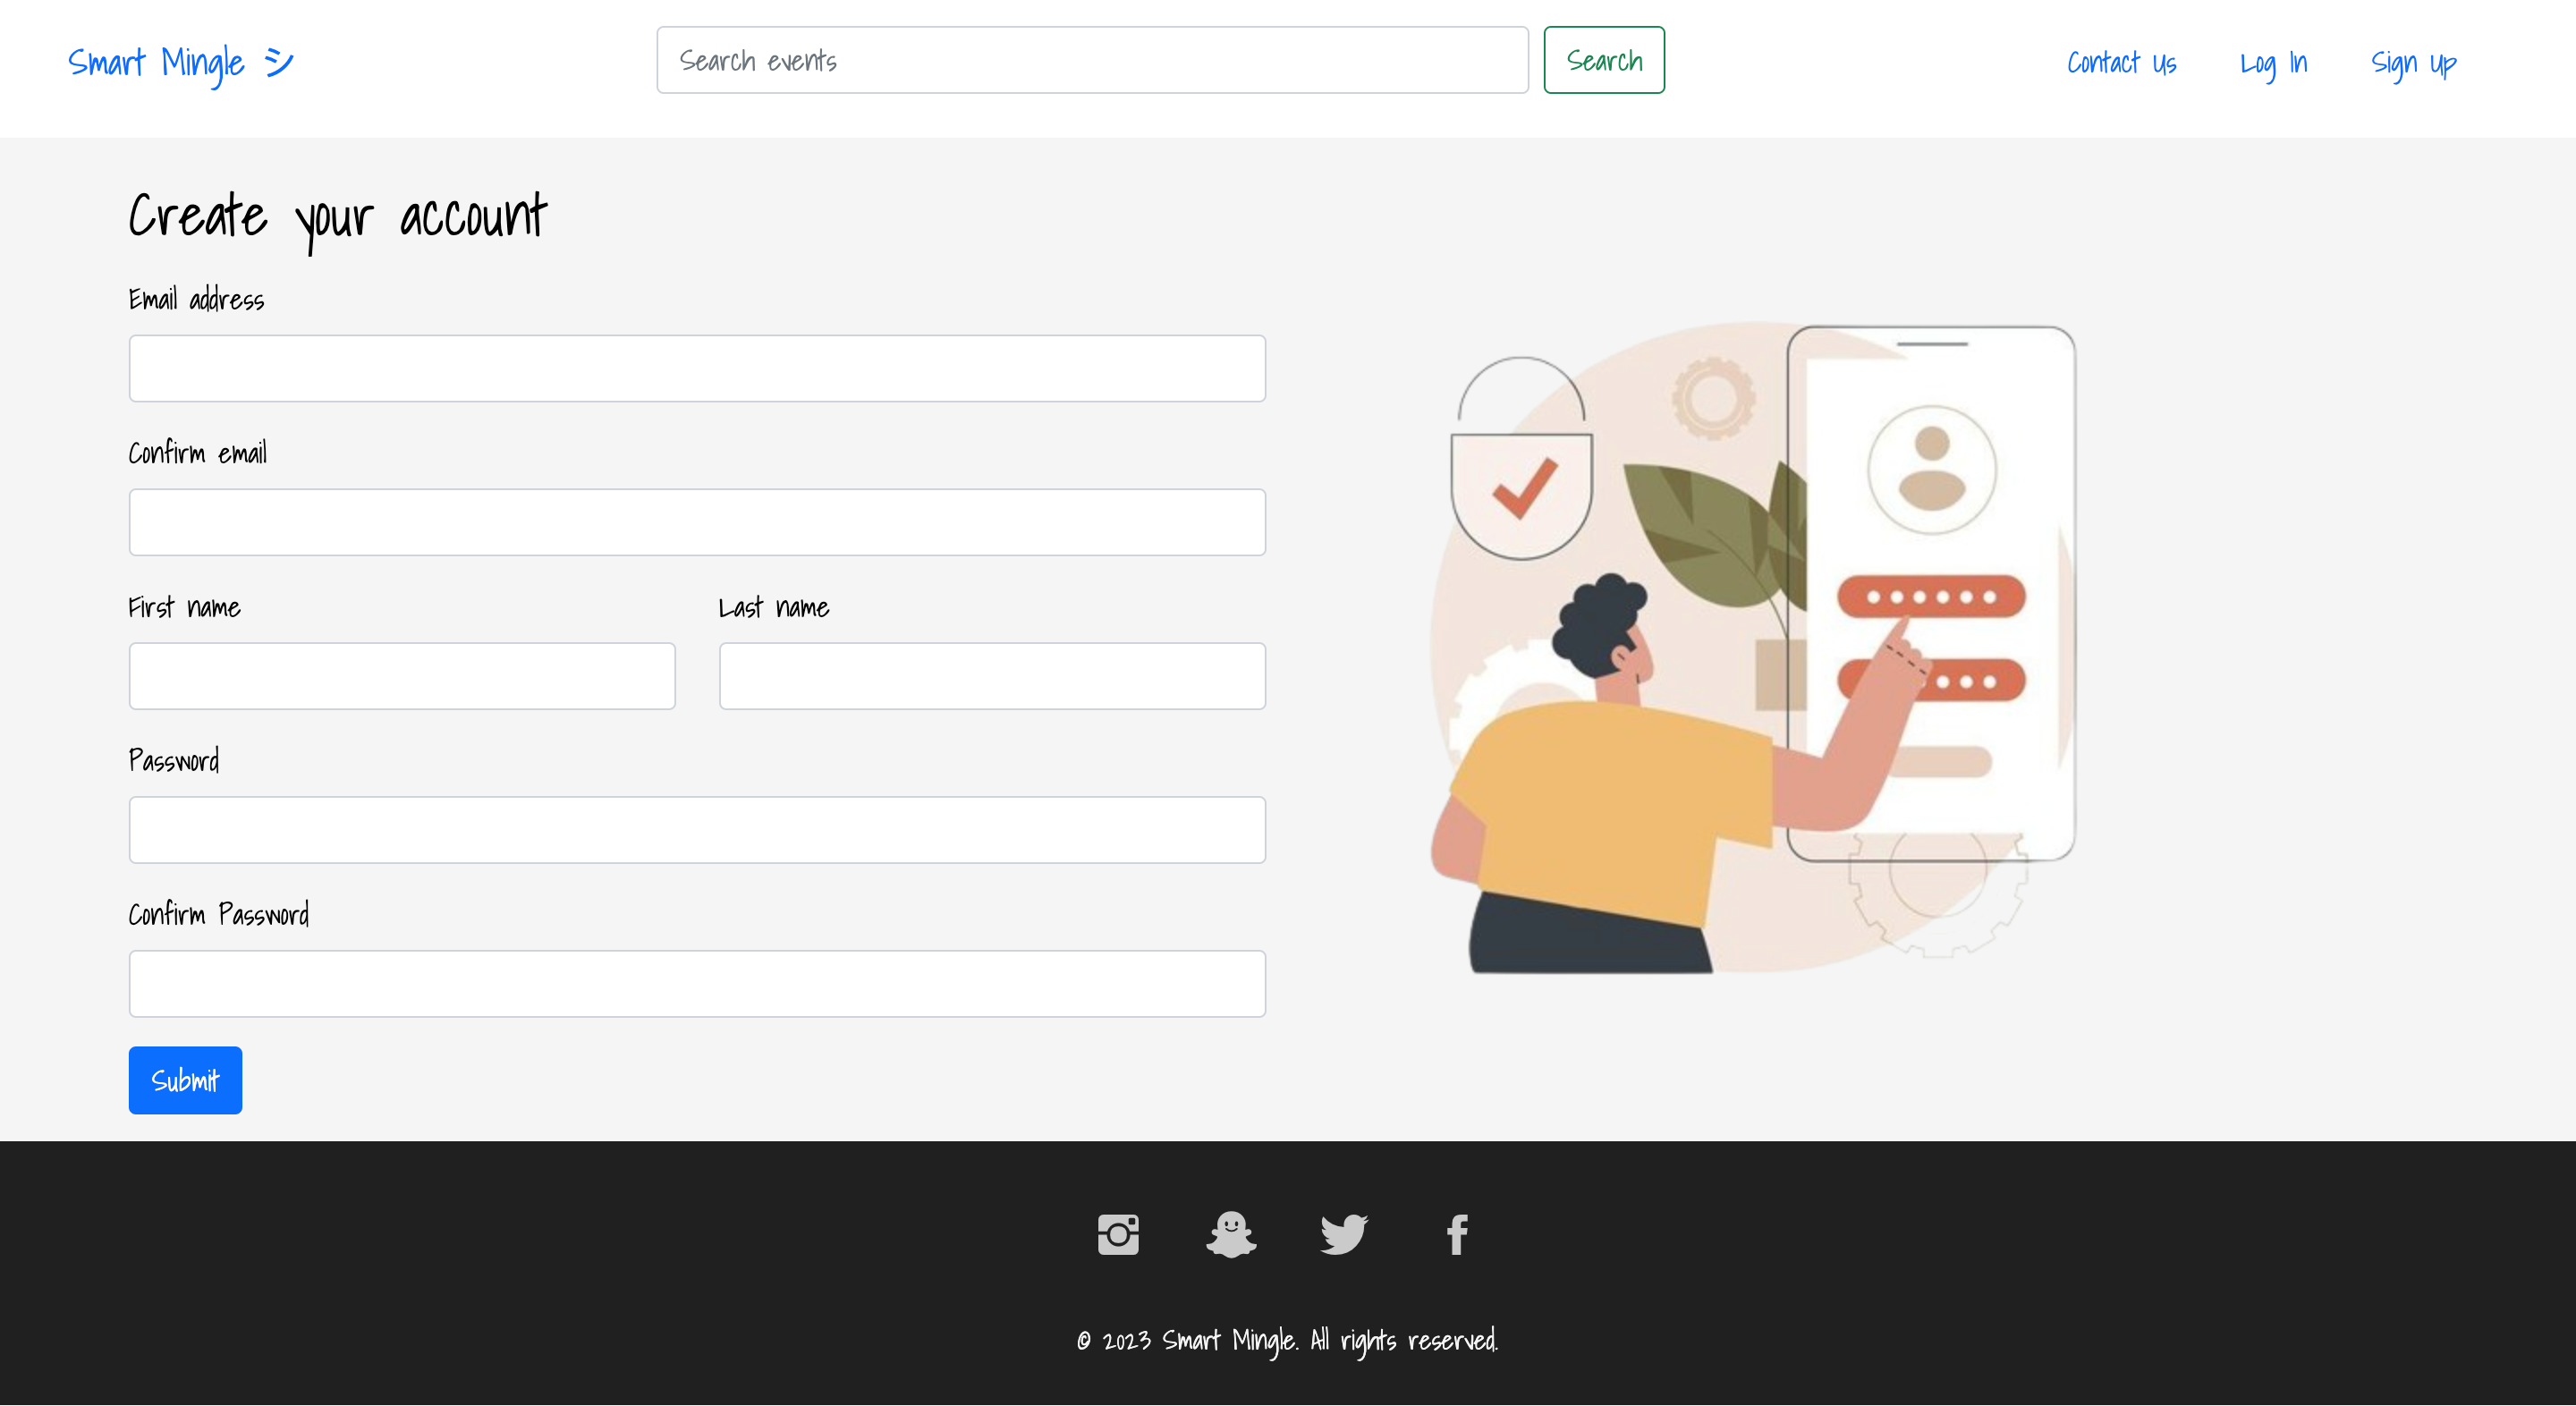 Smart Mingle シ
Search events
Search
Contact Us
Log In
Sign Up
Create your account
Email address
Confirm email
First name
Last name
Password
Confirm Password
Submit
© 2023 Smart Mingle. All rights reserved.